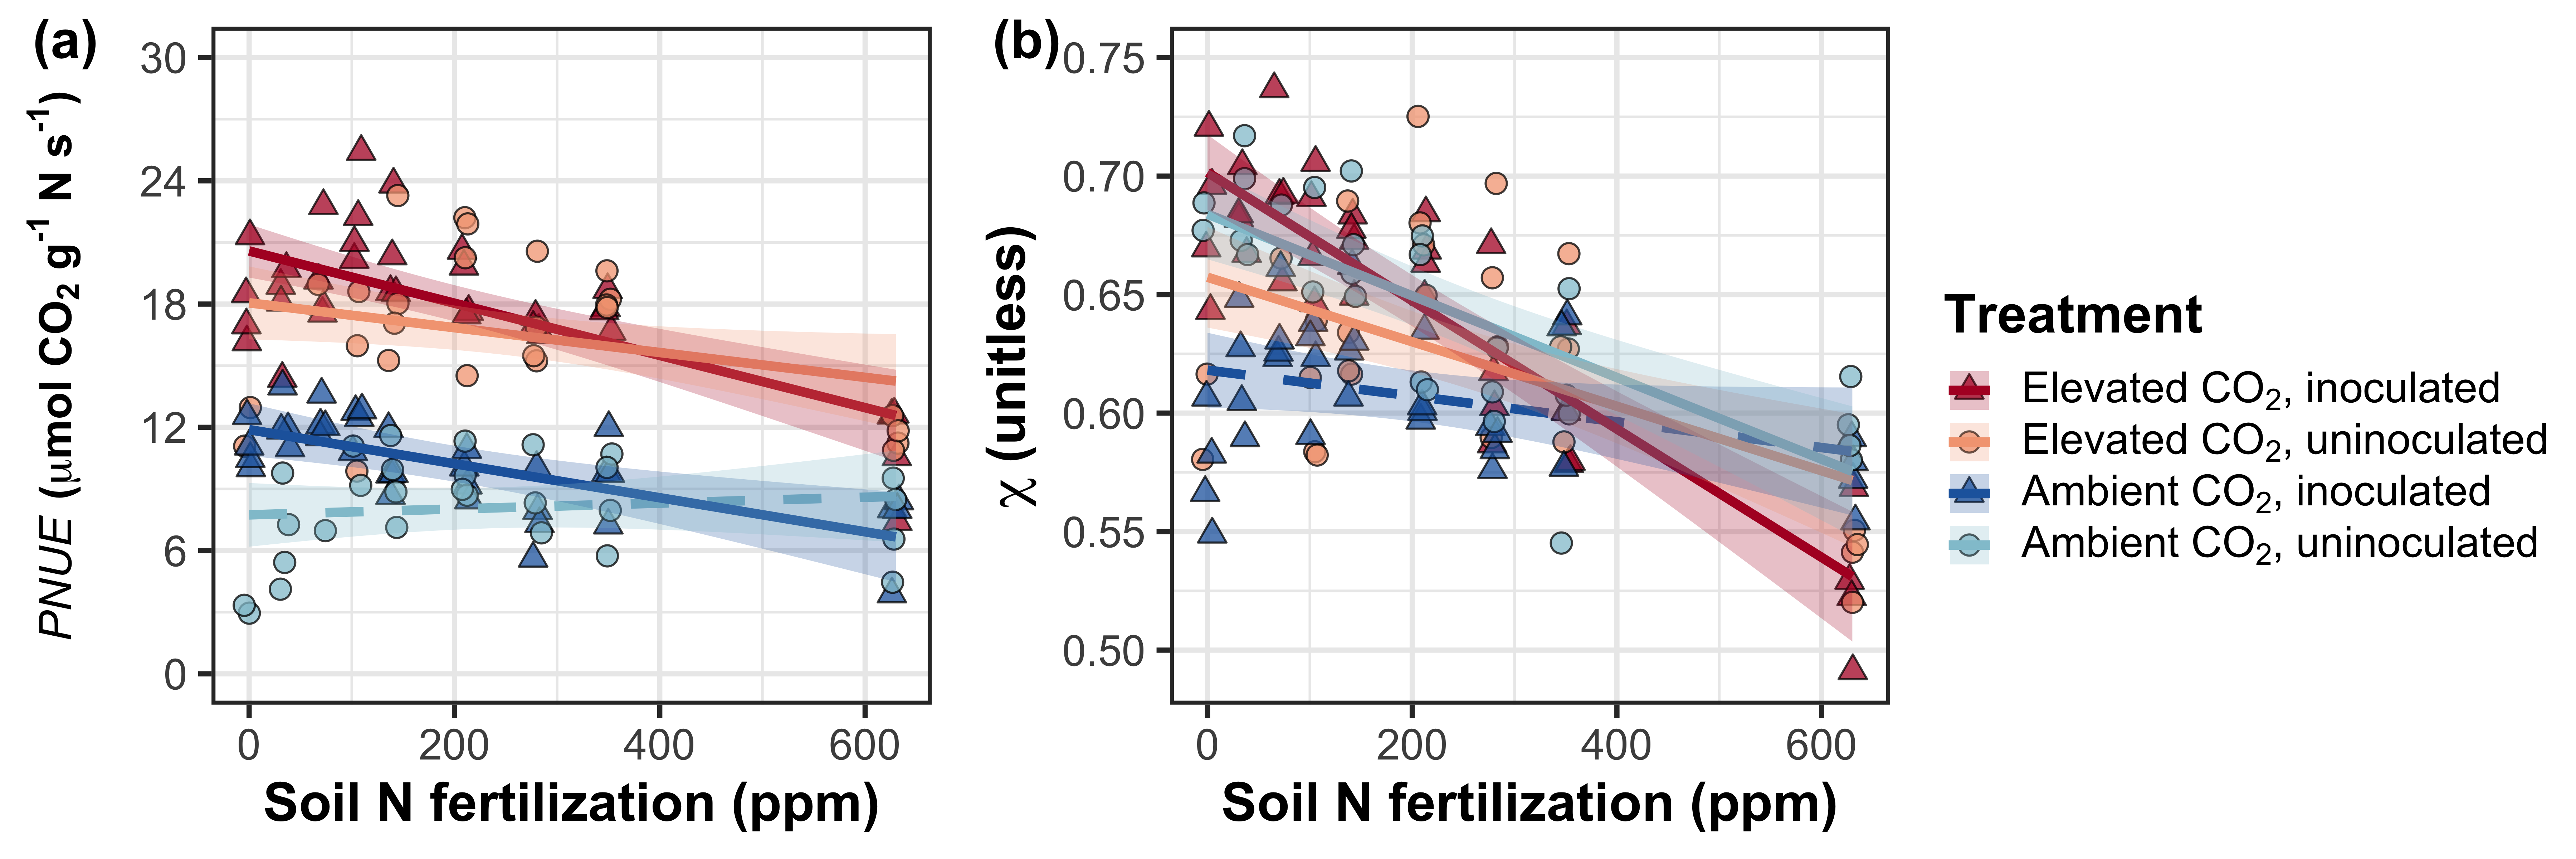 (a)
30
24
18
12
6
0
PNUE (μmol CO₂ g⁻¹ N s⁻¹)
0 200 400 600
Soil N fertilization (ppm)
(b)
0.75
0.70
0.65
0.60
0.55
0.50
χ (unitless)
0 200 400 600
Soil N fertilization (ppm)
Treatment
Elevated CO₂, inoculated
Elevated CO₂, uninoculated
Ambient CO₂, inoculated
Ambient CO₂, uninoculated